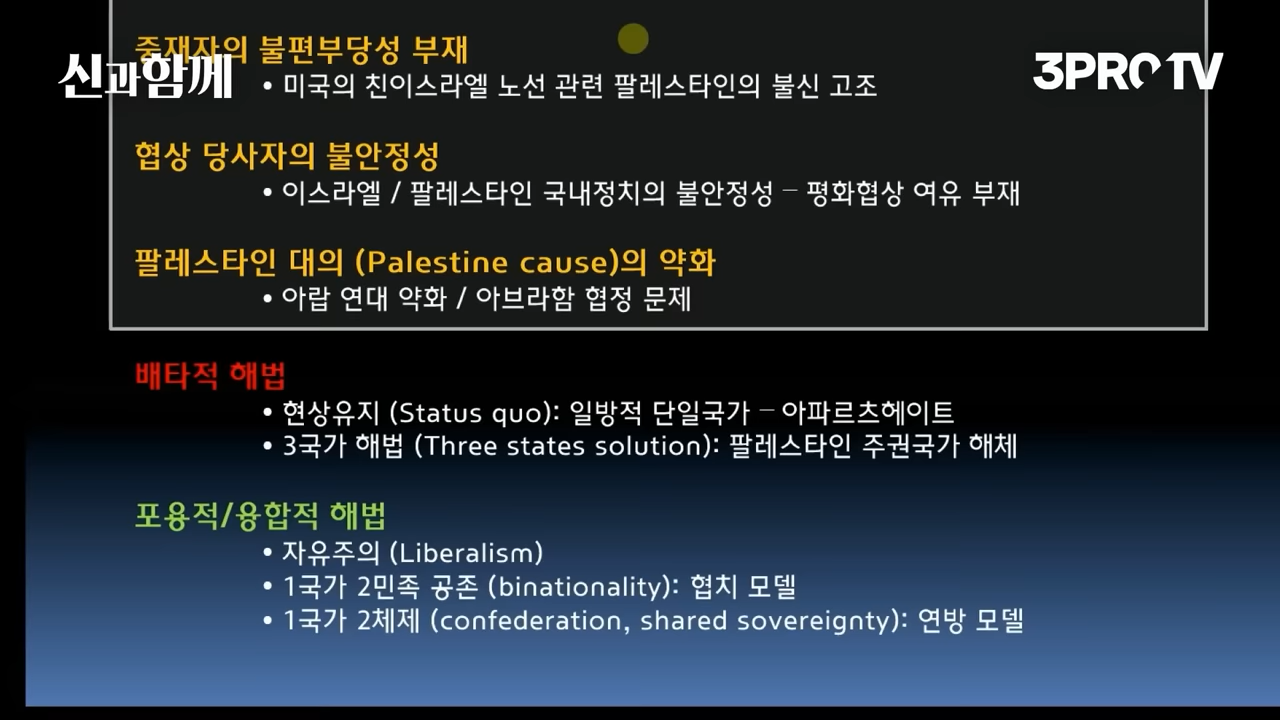 중재자의 불편부당성 부재
신과함께
3PROTV
• 미국의 친이스라엘 노선 관련 팔레스타인의 불신 고조
협상 당사자의 불안정성
• 이스라엘 / 팔레스타인 국내정치의 불안정성 – 평화협상 여유 부재
팔레스타인 대의 (Palestine cause)의 약화
• 아랍 연대 약화 / 아브라함 협정 문제
배타적 해법
• 현상유지 (Status quo): 일방적 단일국가 – 아파르츠헤이트
• 3국가 해법 (Three states solution): 팔레스타인 주권국가 해체
포용적/융합적 해법
• 자유주의 (Liberalism)
• 1국가 2민족 공존 (binationality): 협치 모델
• 1국가 2체제 (confederation, shared sovereignty): 연방 모델